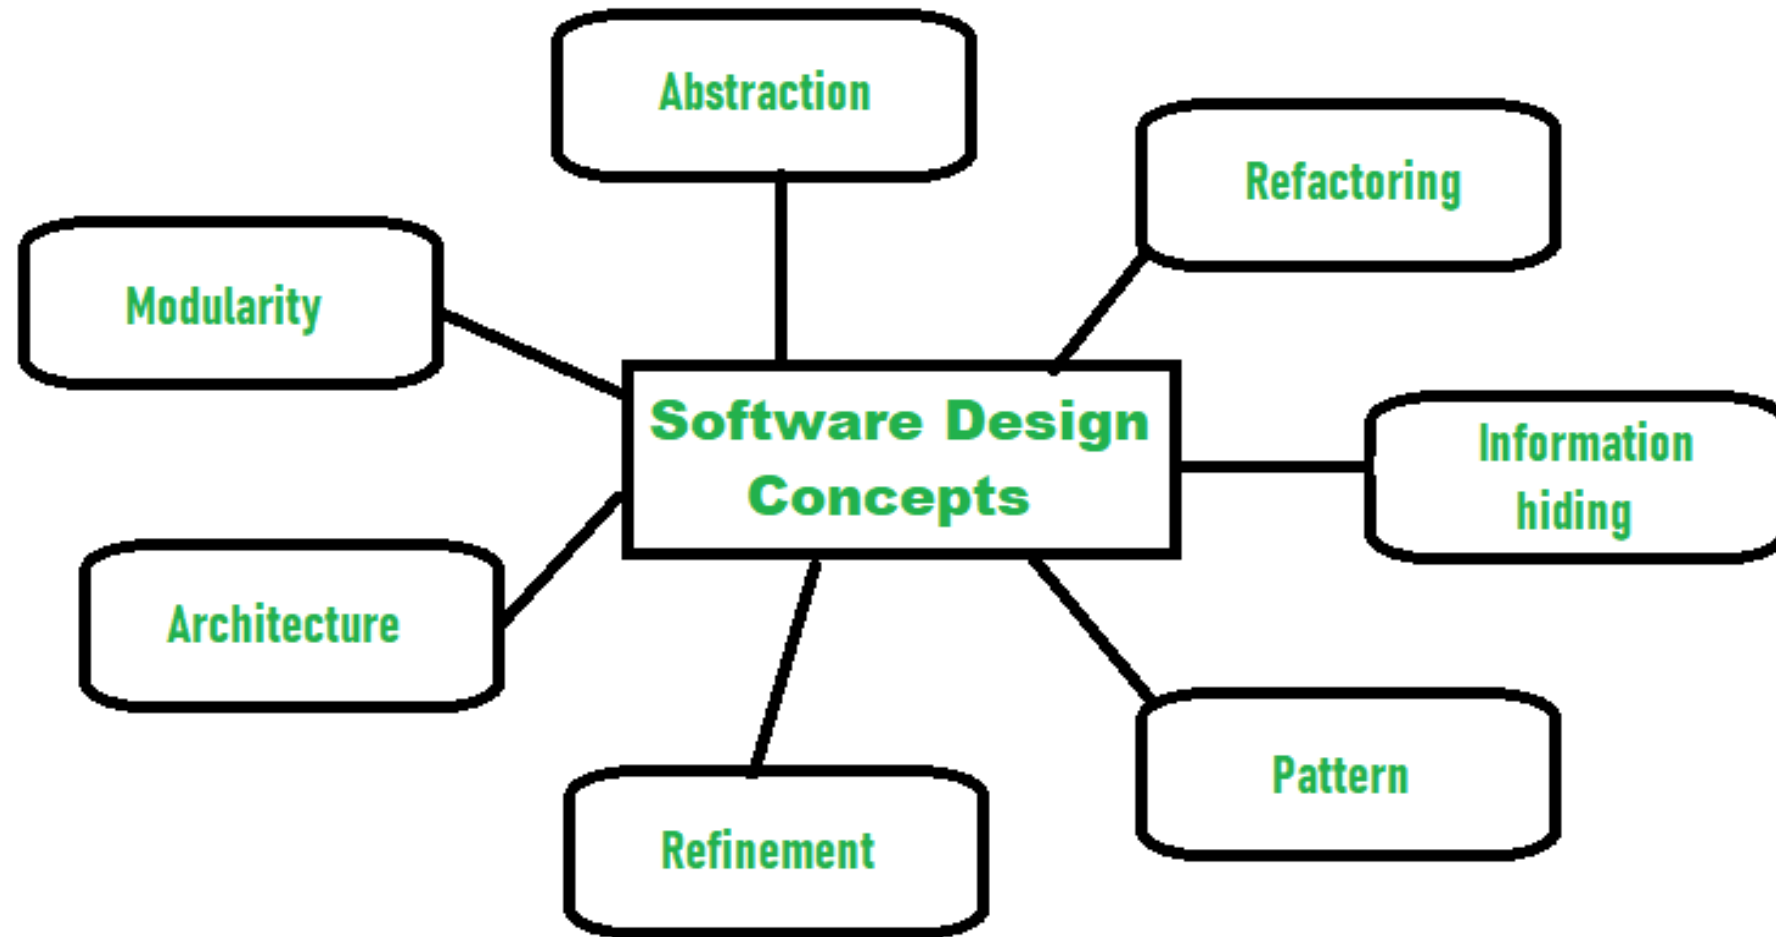 Abstraction
Refactoring
Modularity
Software Design
Concepts
Information
hiding
Architecture
Pattern
Refinement